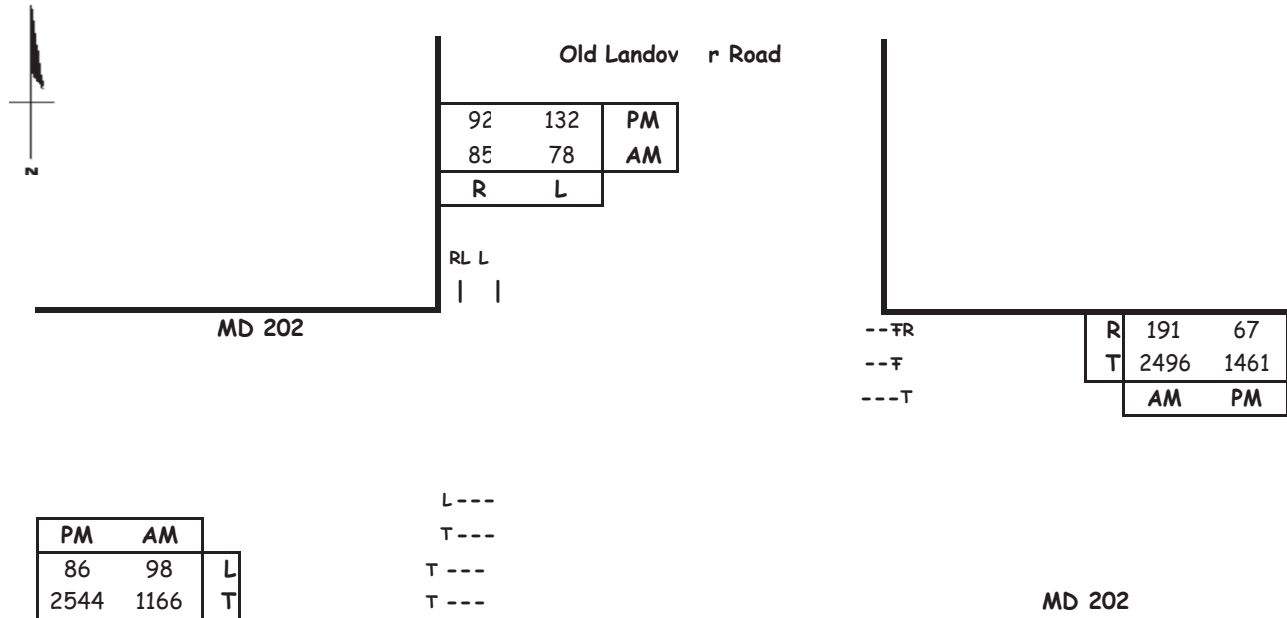 Old Landov r Road
92 132 PM
85 78 AM
R L
RL L
| |
N
MD 202
--TR
--T
---T
R 191 67
T 2496 1461
AM PM
L---
T---
T ---
T ---
PM AM
86 98 L
2544 1166 T
MD 202